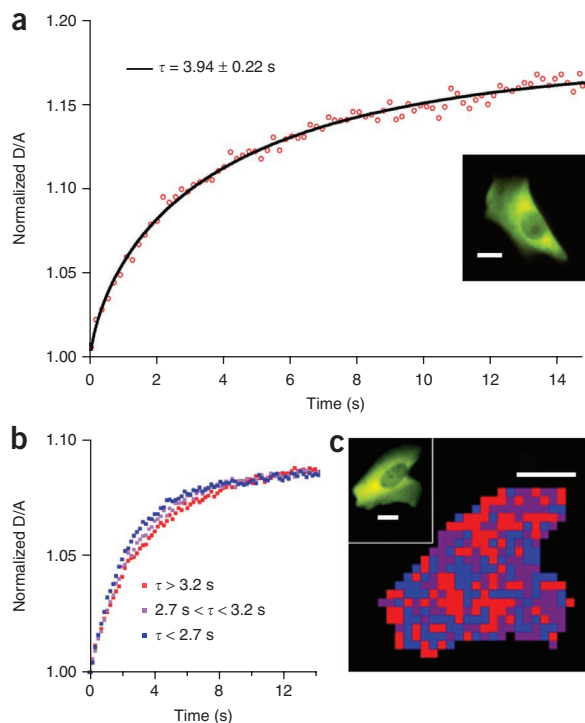 a
1.20
1.15
1.10
1.05
1.00
Normalized D/A
τ = 3.94 ± 0.22 s
0 2 4 6 8 10 12 14
Time (s)
b
1.10
1.05
1.00
Normalized D/A
τ > 3.2 s
2.7 s < τ < 3.2 s
τ < 2.7 s
0 4 8 12
Time (s)
c